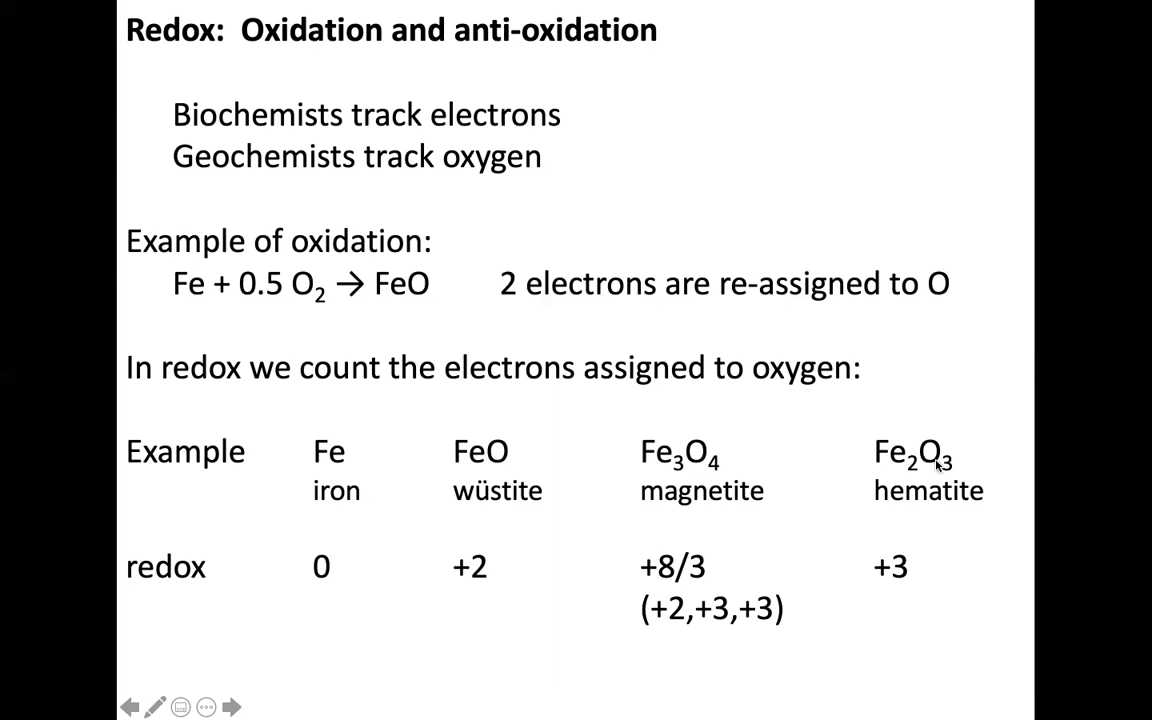 Redox: Oxidation and anti-oxidation
Biochemists track electrons
Geochemists track oxygen
Example of oxidation:
Fe + 0.5 O₂ → FeO 2 electrons are re-assigned to O
In redox we count the electrons assigned to oxygen:
Example Fe FeO Fe₃O₄ Fe₂O₃
iron wüstite magnetite hematite
redox 0 +2 +8/3 +3
(+2,+3,+3)